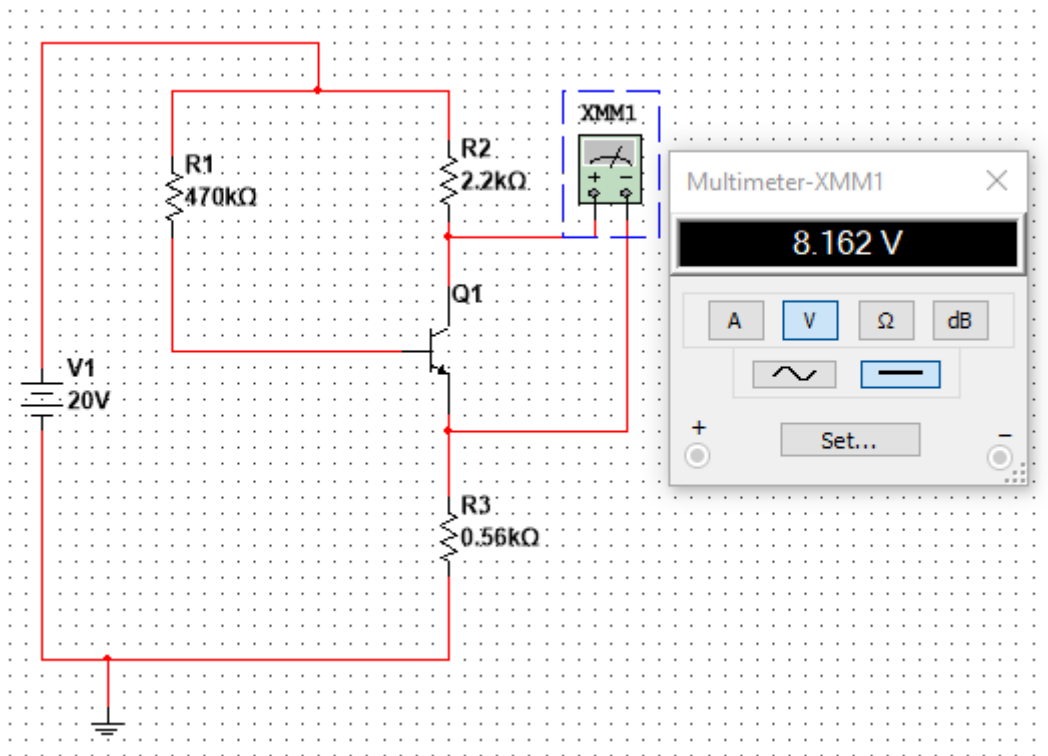 XMM1
R1
470kΩ
R2
2.2kΩ
+ −
Multimeter-XMM1
8.162 V
Q1
A V Ω dB
V1
20V
+ −
Set...
R3
0.56kΩ